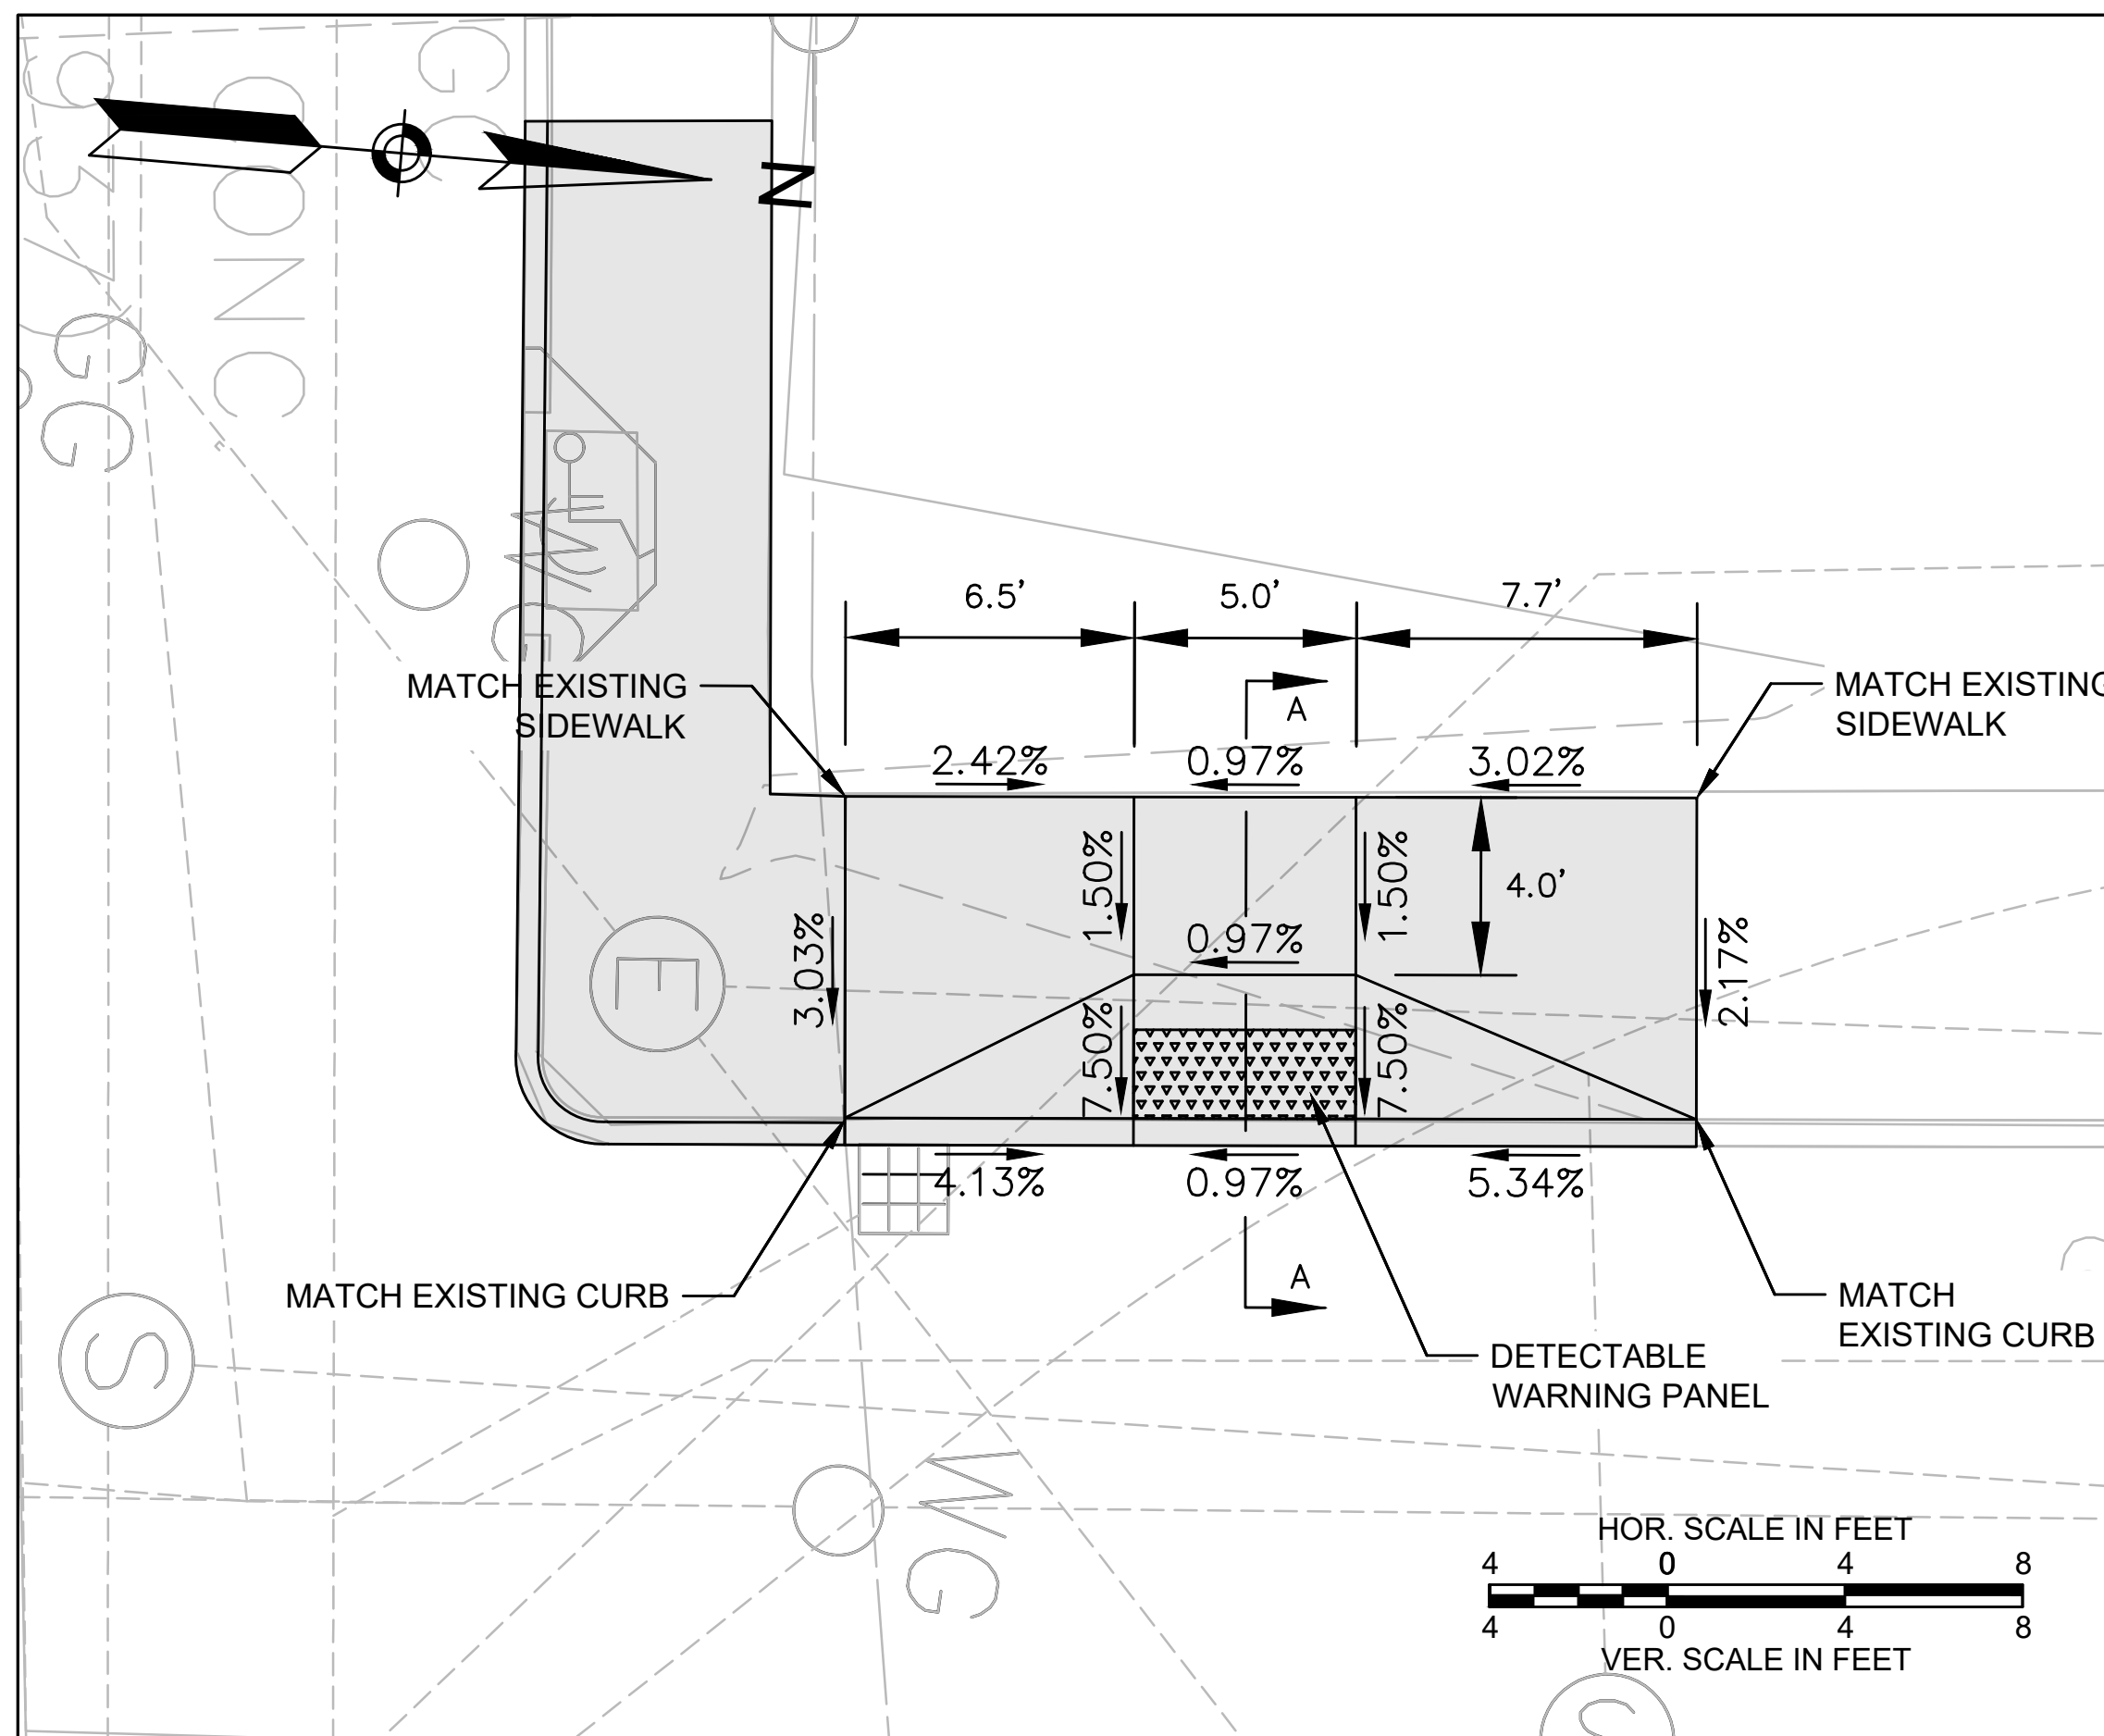 G
CONC
G
G
N
WV
G
6.5’
5.0’
7.7’
MATCH EXISTING
SIDEWALK
A
MATCH EXISTING
SIDEWALK
2.42%
0.97%
3.02%
1.50%
1.50%
4.0’
3.03%
0.97%
2.17%
E
7.50%
7.50%
4.13%
0.97%
5.34%
MATCH EXISTING CURB
A
MATCH
EXISTING CURB
S
DETECTABLE
WARNING PANEL
G
HOR. SCALE IN FEET
4 0 4 8
4 0 4 8
VER. SCALE IN FEET